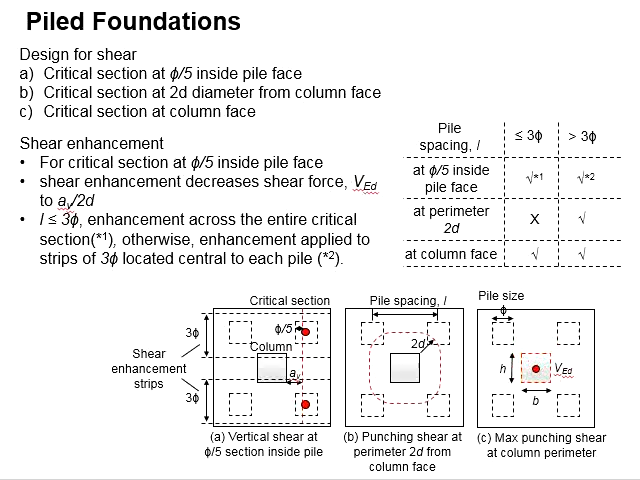 Piled Foundations
Design for shear
a) Critical section at ϕ/5 inside pile face
b) Critical section at 2d diameter from column face
c) Critical section at column face
Shear enhancement
• For critical section at ϕ/5 inside pile face
• shear enhancement decreases shear force, VEd
to av/2d
• l ≤ 3ϕ, enhancement across the entire critical
section(*1), otherwise, enhancement applied to
strips of 3ϕ located central to each pile (*2).
Pile
spacing, l
≤ 3ϕ
> 3ϕ
at ϕ/5 inside
pile face
√*1
√*2
at perimeter
2d
X
√
at column face
√
√
Critical section
3ϕ
ϕ/5
Column
av
Shear
enhancement
strips
3ϕ
(a) Vertical shear at
ϕ/5 section inside pile
Pile spacing, l
2d
(b) Punching shear at
perimeter 2d from
column face
Pile size
ϕ
h
VEd
b
(c) Max punching shear
at column perimeter